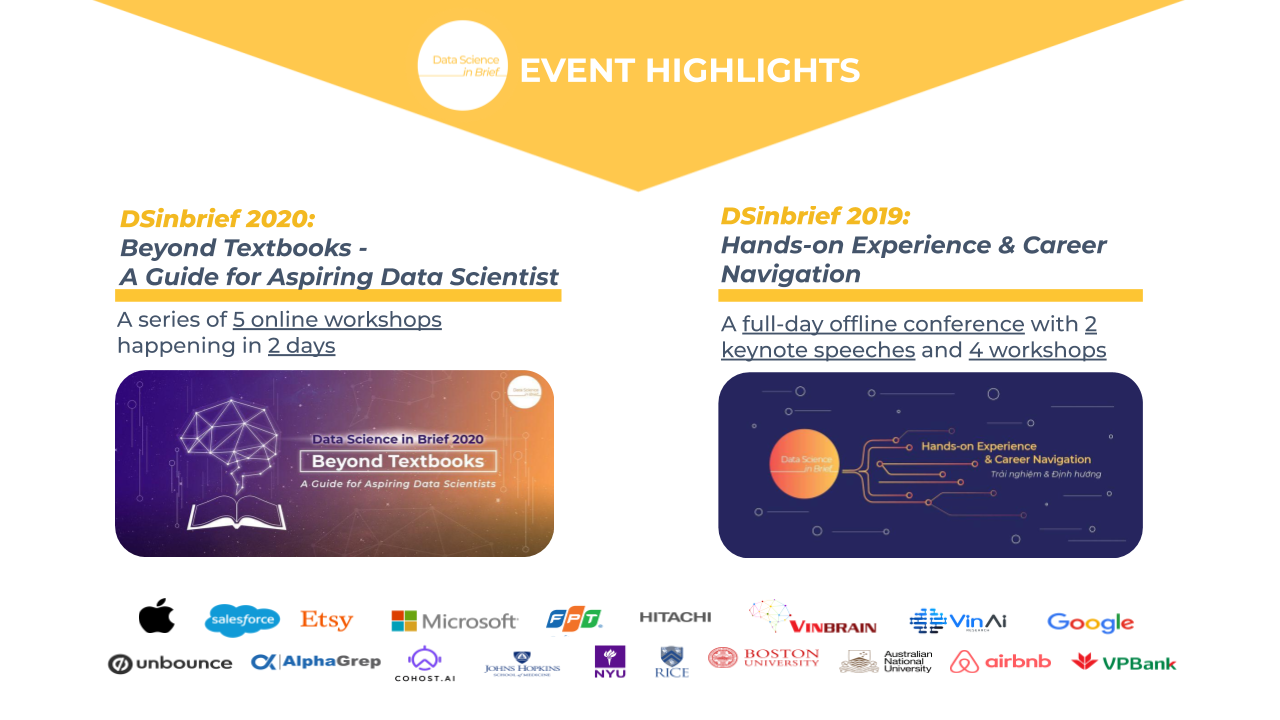 Data Science
in Brief
EVENT HIGHLIGHTS
DSinbrief 2020:
Beyond Textbooks -
A Guide for Aspiring Data Scientist
A series of 5 online workshops
happening in 2 days
Data Science
in Brief
Data Science in Brief 2020
Beyond Textbooks
A Guide for Aspiring Data Scientists
DSinbrief 2019:
Hands-on Experience & Career
Navigation
A full-day offline conference with 2
keynote speeches and 4 workshops
Data Science
in Brief
Hands-on Experience
& Career Navigation
Trải nghiệm & Định hướng
salesforce
Etsy
Microsoft
FPT
HITACHI
VINBRAIN
VinAi
RESEARCH
Google
unbounce
AlphaGrep
COHOST.AI
JOHNS HOPKINS
SCHOOL of MEDICINE
NYU
RICE
BOSTON
UNIVERSITY
Australian
National
University
airbnb
VPBank